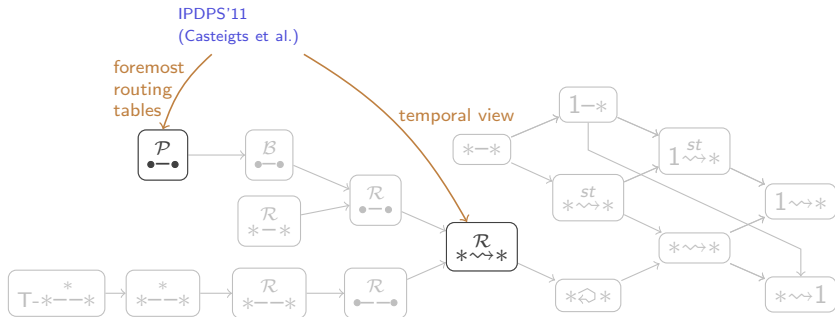 IPDPS'11
(Casteigts et al.)
foremost
routing
tables
temporal view
1−∗
∗−∗
st
1⇝∗
P
•−•
B
•−•
R
•−•
st
∗⇝∗
1⇝∗
R
∗−∗
R
∗⇝∗
∗⇝∗
∗
T-∗−−∗
∗
∗−−∗
R
∗−−∗
R
•−−•
∗⇝1